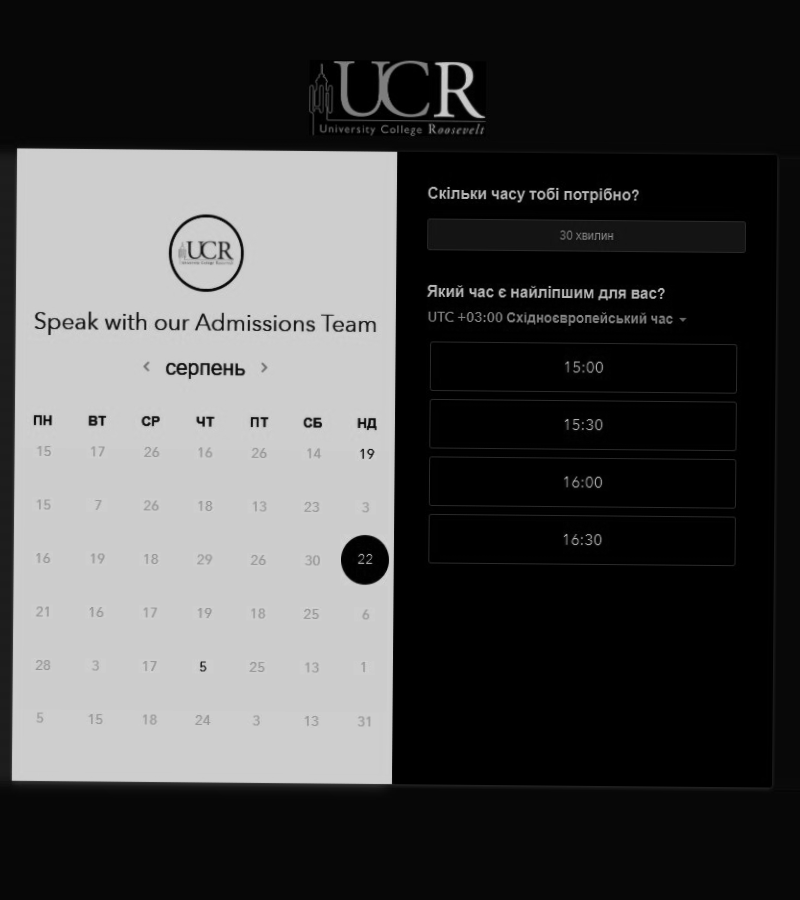 UCR
University College Roosevelt
UCR
University College Roosevelt
Speak with our Admissions Team
серпень
ПН ВТ СР ЧТ ПТ СБ НД
15 17 26 16 26 14 19
15 7 26 18 13 23 3
16 19 18 29 26 30 22
21 16 17 19 18 25 6
28 3 17 5 25 13 1
5 15 18 24 3 13 31
Скільки часу тобі потрібно?
30 хвилин
Який час є найліпшим для вас?
UTC +03:00 Східноєвропейський час
15:00
15:30
16:00
16:30